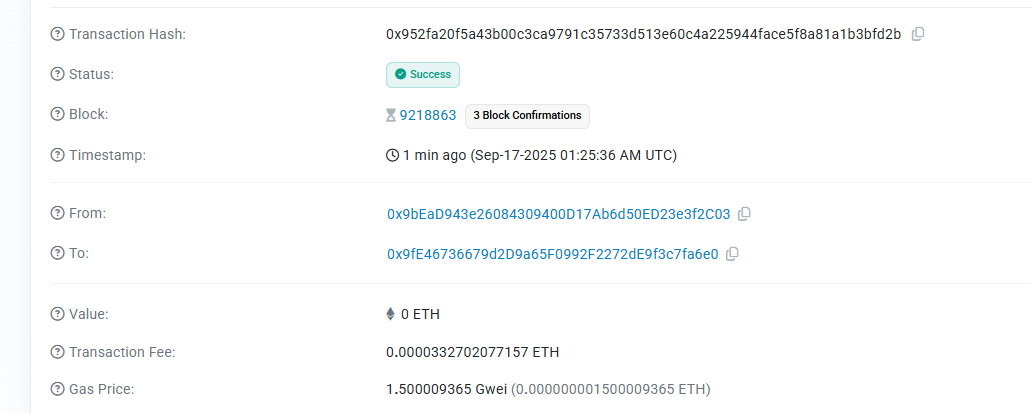 Transaction Hash: 0x952fa20f5a43b00c3ca9791c35733d513e60c4a225944face5f8a81a1b3bfd2b
Status: Success
Block: 9218863 3 Block Confirmations
Timestamp: 1 min ago (Sep-17-2025 01:25:36 AM UTC)
From: 0x9bEaD943e26084309400D17Ab6d50ED23e3f2C03
To: 0x9fE46736679d2D9a65F0992F2272dE9f3c7fa6e0
Value: 0 ETH
Transaction Fee: 0.0000332702077157 ETH
Gas Price: 1.500009365 Gwei (0.000000001500009365 ETH)